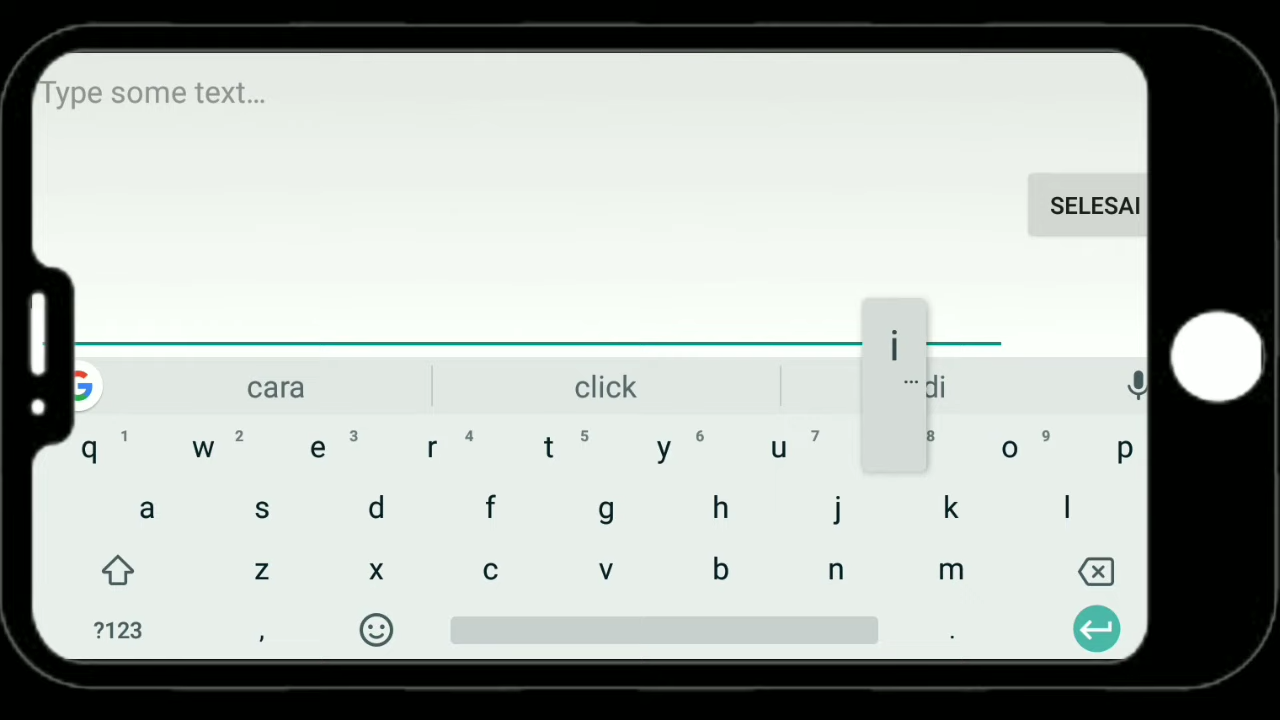 Type some text...
SELESAI
i
...
cara click di
q 1 w 2 e 3 r 4 t 5 y 6 u 7 8 o 9 p
a s d f g h j k l
z x c v b n m
?123 , .